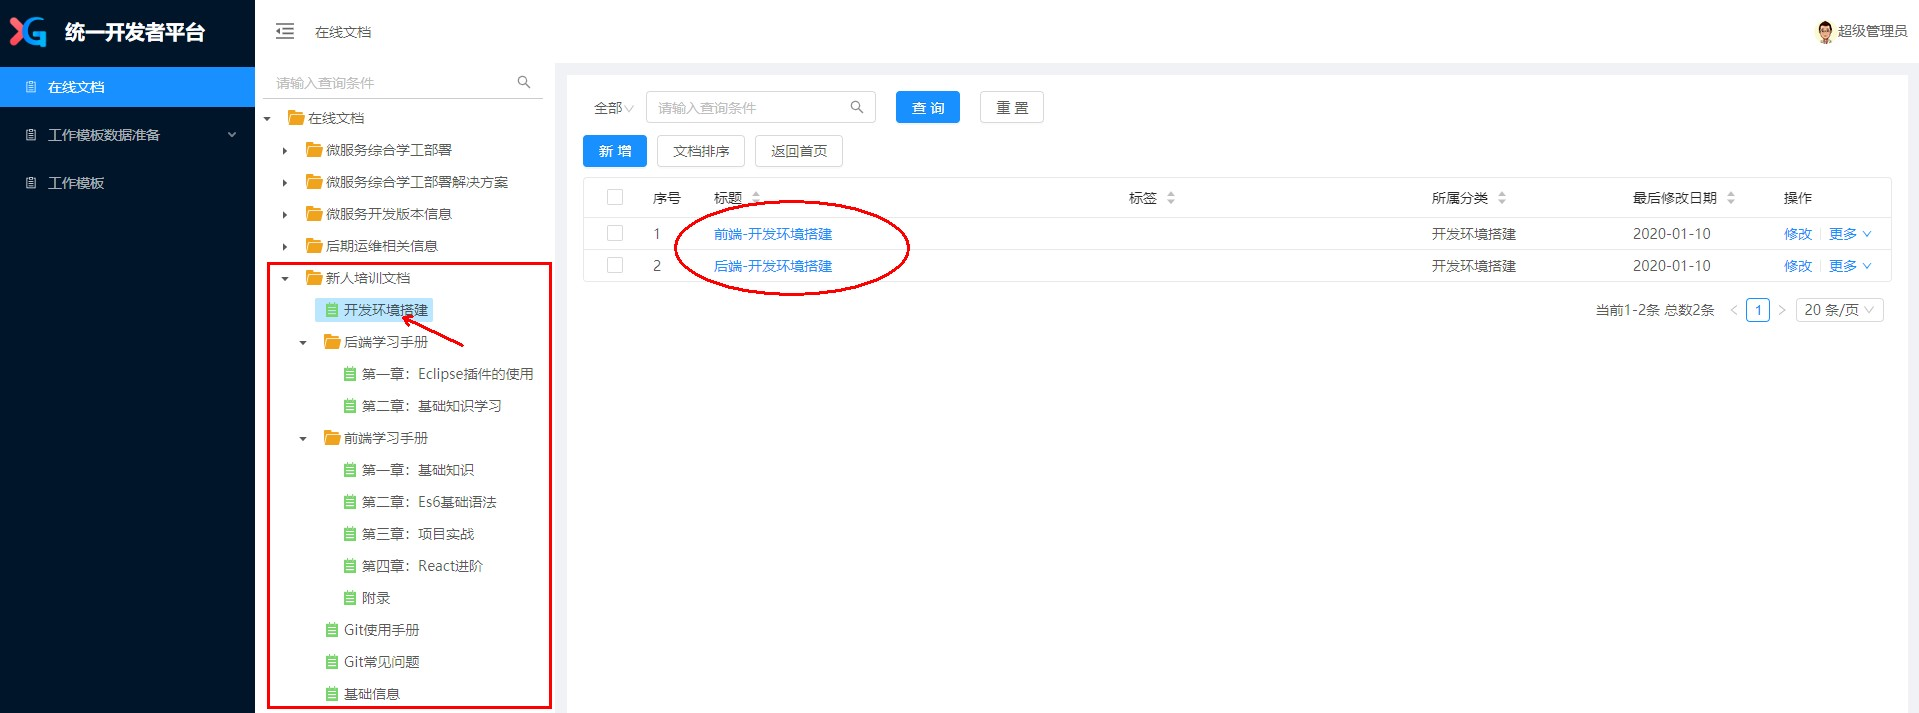 统一开发者平台
在线文档
超级管理员
在线文档
工作模板数据准备
工作模板
请输入查询条件
在线文档
微服务综合学工部署
微服务综合学工部署解决方案
微服务开发版本信息
后期运维相关信息
新人培训文档
开发环境搭建
后端学习手册
第一章：Eclipse插件的使用
第二章：基础知识学习
前端学习手册
第一章：基础知识
第二章：Es6基础语法
第三章：项目实战
第四章：React进阶
附录
Git使用手册
Git常见问题
基础信息
全部 请输入查询条件 查 询 重 置
新 增 文档排序 返回首页
序号 标题 标签 所属分类 最后修改日期 操作
1 前端-开发环境搭建 开发环境搭建 2020-01-10 修改 更多
2 后端-开发环境搭建 开发环境搭建 2020-01-10 修改 更多
当前1-2条 总数2条 < 1 > 20 条/页